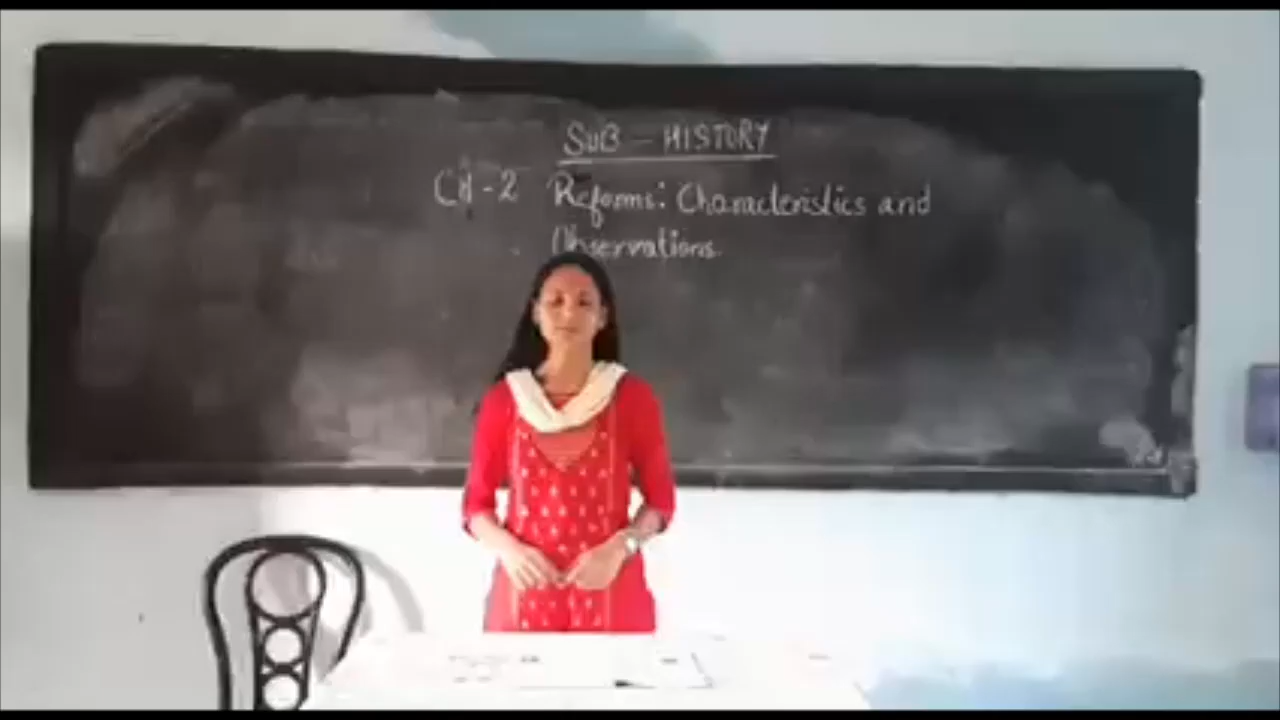 SUB - HISTORY
CH-2 Reforms: Characteristics and
Observations.